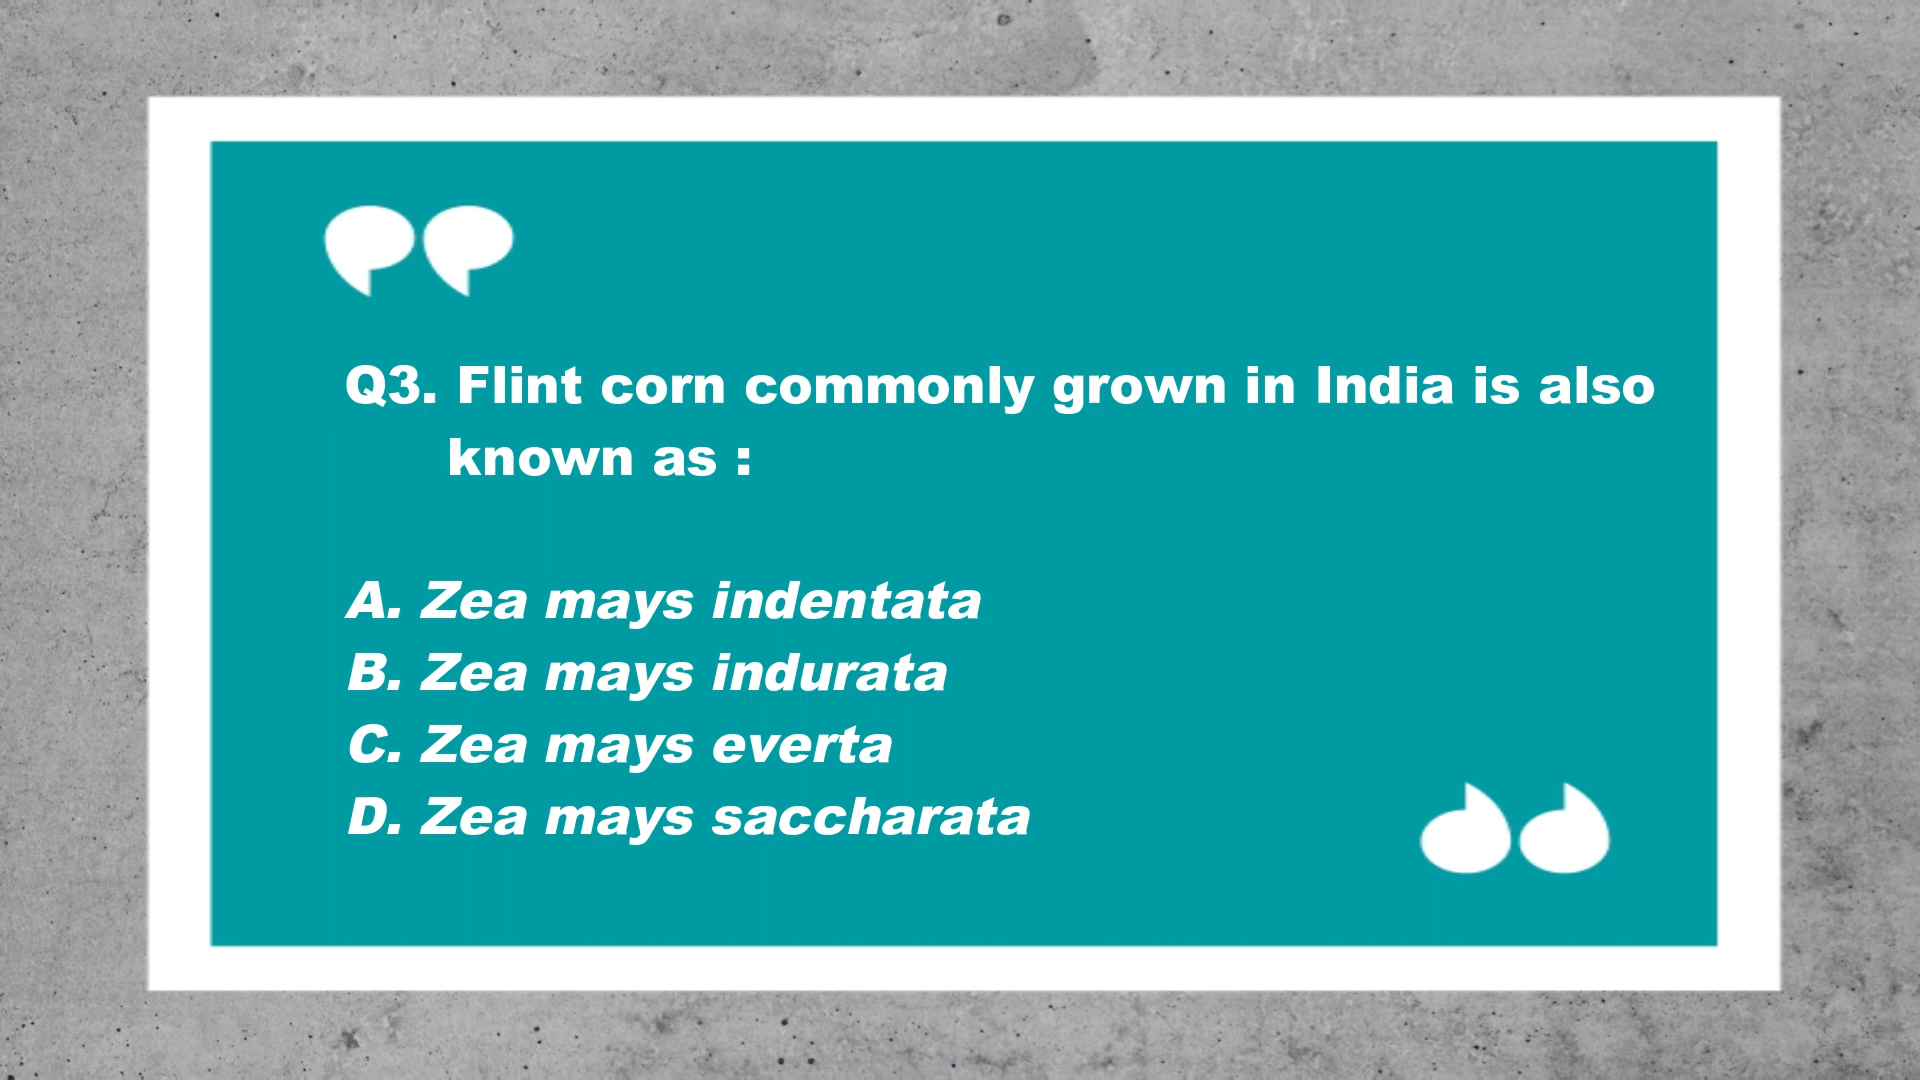 Q3. Flint corn commonly grown in India is also
known as :
A. Zea mays indentata
B. Zea mays indurata
C. Zea mays everta
D. Zea mays saccharata